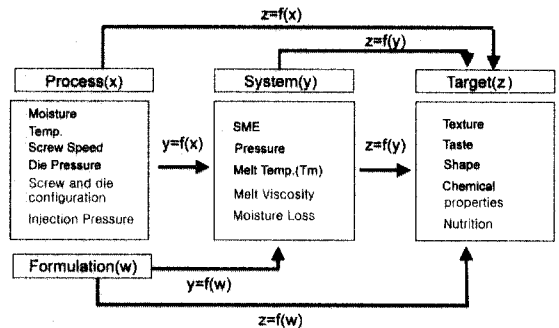 z=f(x)
z=f(y)
Process(x)
System(y)
Target(z)
Moisture
Temp.
Screw Speed
Die Pressure
Screw and die
configuration
Injection Pressure
y=f(x)
SME
Pressure
Melt Temp.(Tm)
Melt Viscosity
Moisture Loss
z=f(y)
Texture
Taste
Shape
Chemical
properties
Nutrition
Formulation(w)
y=f(w)
z=f(w)